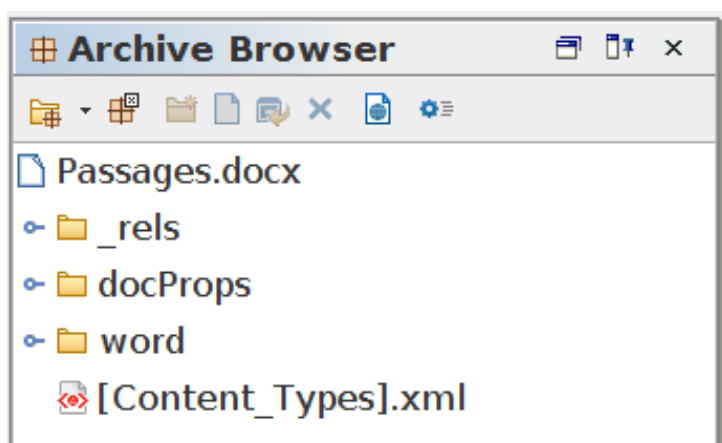 Archive Browser
Passages.docx
_rels
docProps
word
[Content_Types].xml